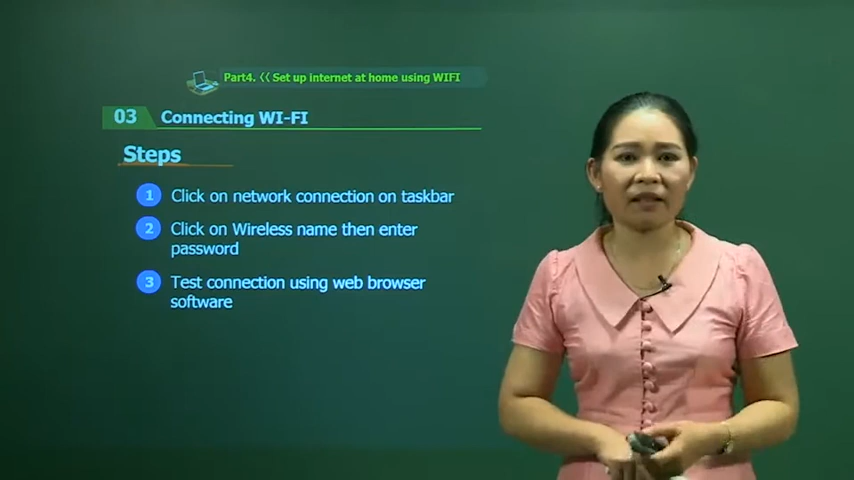 Part4. 《 Set up internet at home using WIFI
03 Connecting WI-FI
Steps
1 Click on network connection on taskbar
2 Click on Wireless name then enter
password
3 Test connection using web browser
software